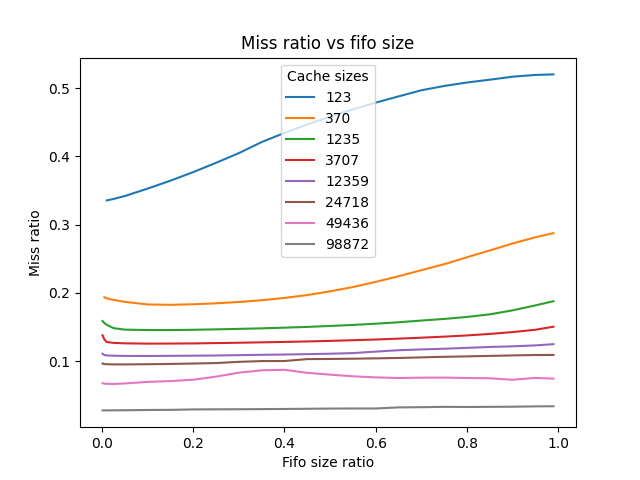 Miss ratio vs fifo size
Cache sizes
123
370
1235
3707
12359
24718
49436
98872
Miss ratio
0.5
0.4
0.3
0.2
0.1
0.0 0.2 0.4 0.6 0.8 1.0
Fifo size ratio